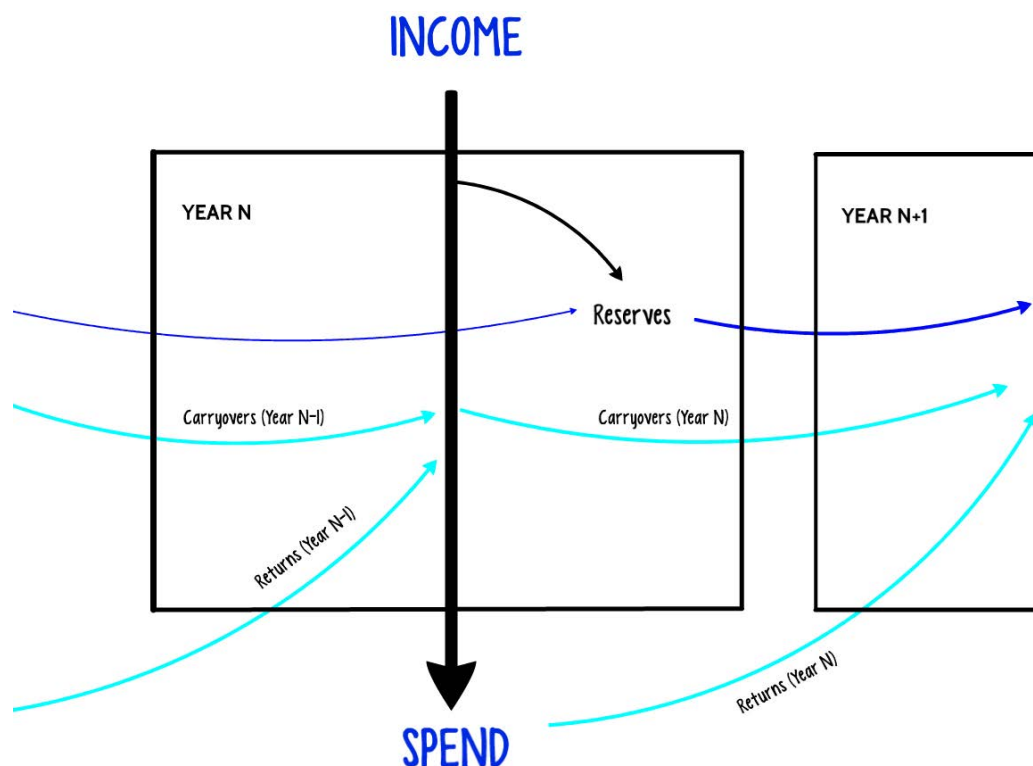 INCOME
YEAR N
YEAR N+1
Reserves
Carryovers (Year N-1)
Carryovers (Year N)
Returns (Year N-1)
Returns (Year N)
SPEND